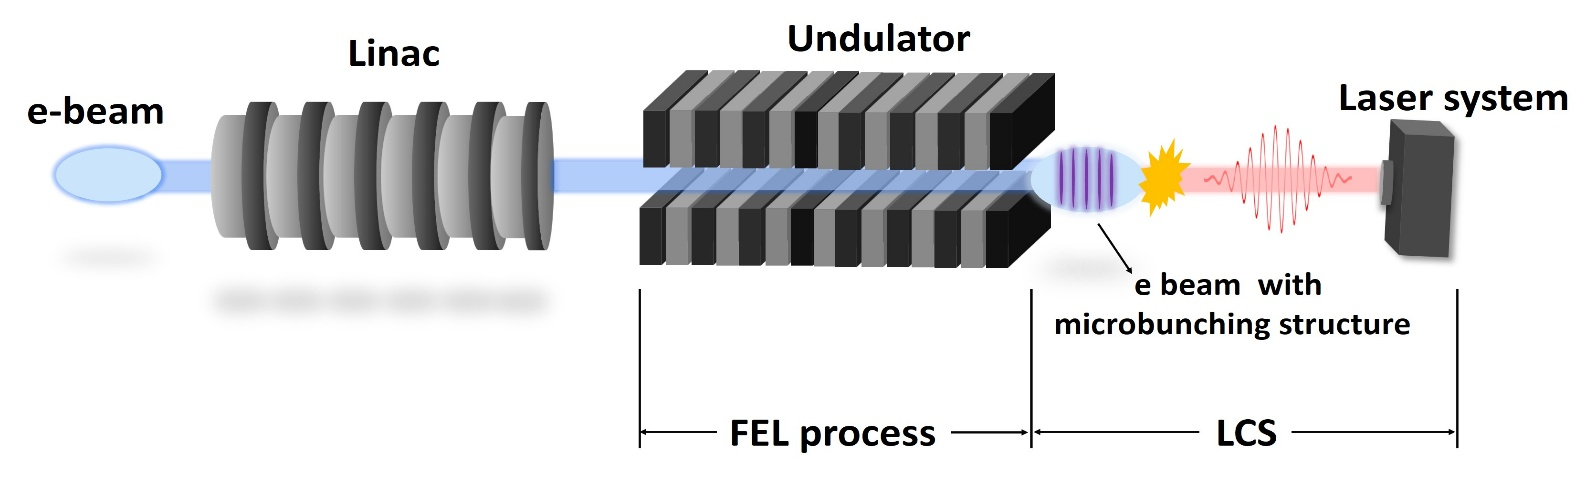 e-beam
Linac
Undulator
Laser system
e beam with
microbunching structure
FEL process
LCS